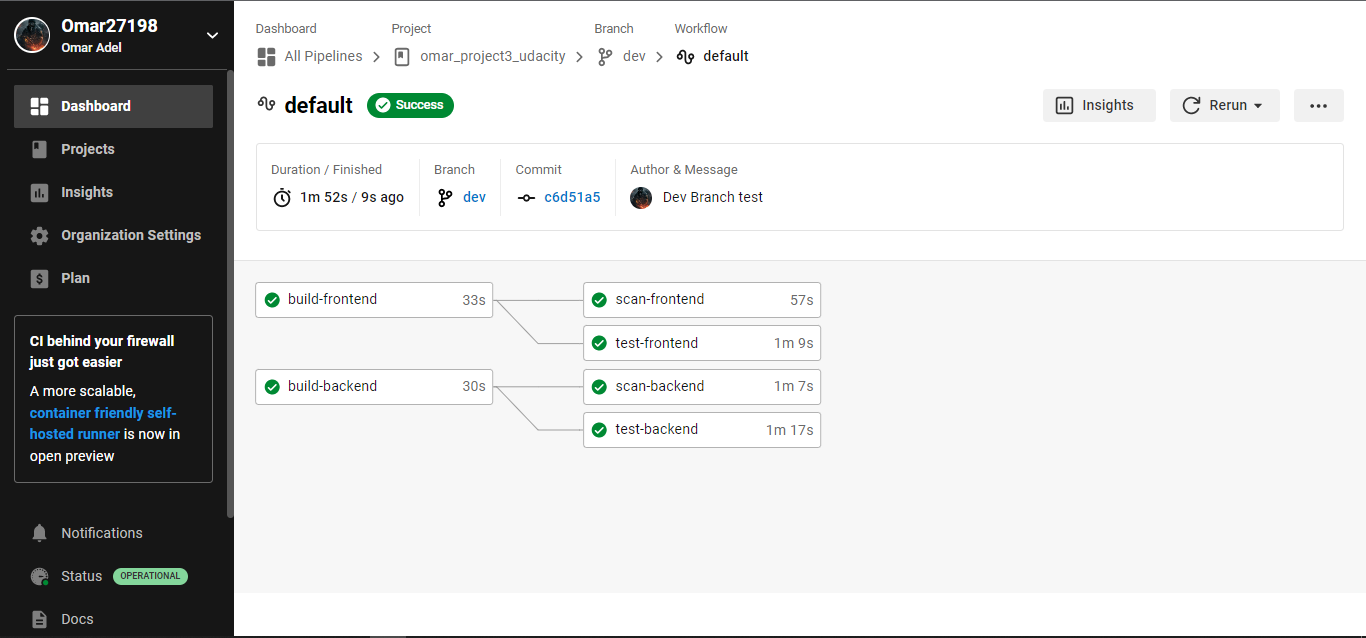 Omar27198
Omar Adel
Dashboard
Projects
Insights
Organization Settings
Plan
CI behind your firewall
just got easier
A more scalable,
container friendly self-
hosted runner is now in
open preview
Notifications
Status OPERATIONAL
Docs
Dashboard Project Branch Workflow
All Pipelines omar_project3_udacity dev default
default Success Insights Rerun
Duration / Finished Branch Commit Author & Message
1m 52s / 9s ago dev c6d51a5 Dev Branch test
build-frontend 33s scan-frontend 57s
test-frontend 1m 9s
build-backend 30s scan-backend 1m 7s
test-backend 1m 17s